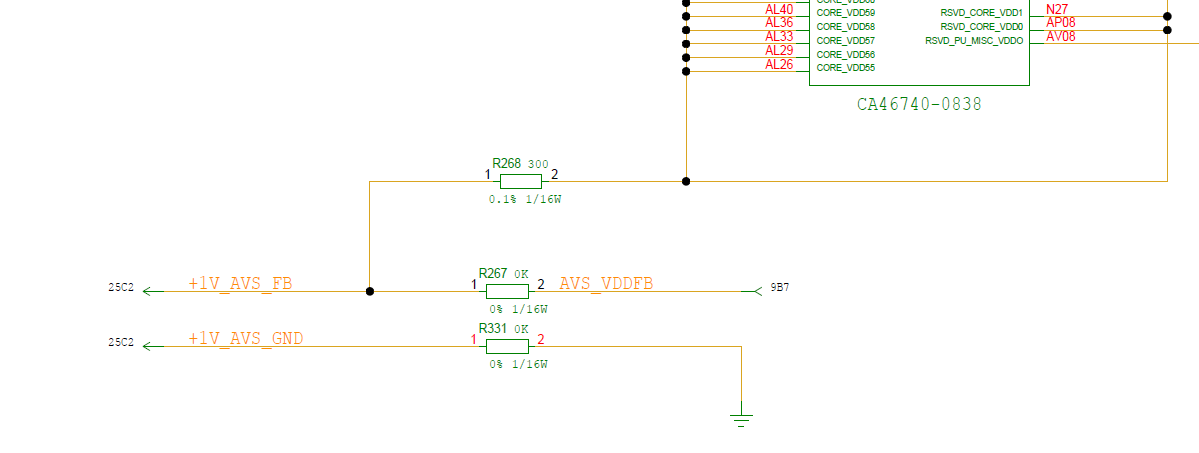 CORE_VDD60
AL40 CORE_VDD59 RSVD_CORE_VDD1 N27
AL36 CORE_VDD58 RSVD_CORE_VDD0 AP08
AL33 CORE_VDD57 RSVD_PU_MISC_VDDO AV08
AL29 CORE_VDD56
AL26 CORE_VDD55
CA46740-0838
R268 300
1 2
0.1% 1/16W
R267 0K
25C2 +1V_AVS_FB 1 2 AVS_VDDFB 9B7
0% 1/16W
R331 0K
25C2 +1V_AVS_GND 1 2
0% 1/16W